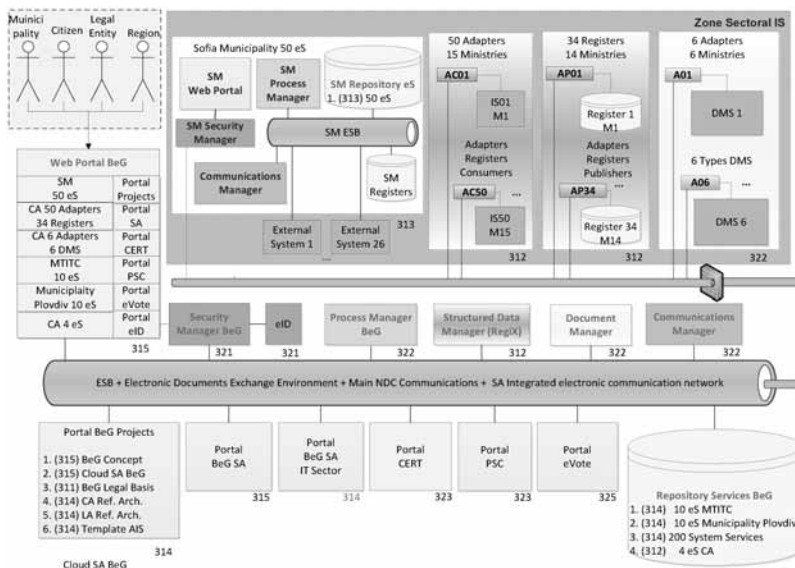 Muinici
pality
Citizen
Legal
Entity
Region
Zone Sectoral IS
Sofia Municipality 50 eS
SM
Web Portal
SM
Process
Manager
SM Repository eS
1. (313) 50 eS
SM Security
Manager
SM ESB
Communications
Manager
SM
Registers
External
System 1
...
External
System 26
313
50 Adapters
15 Ministries
AC01
IS01
M1
Adapters
Registers
Consumers
AC50
...
IS50
M15
312
34 Registers
14 Ministries
AP01
Register 1
M1
Adapters
Registers
Publishers
AP34
...
Register 34
M14
312
6 Adapters
6 Ministries
A01
DMS 1
6 Types DMS
A06
...
DMS 6
322
Web Portal BeG
SM
50 eS
Portal
Projects
CA 50 Adapters
34 Registers
Portal
SA
CA 6 Adapters
6 DMS
Portal
CERT
MTITC
10 eS
Portal
PSC
Municiplaity
Plovdiv 10 eS
Portal
eVote
CA 4 eS
Portal
eID
315
Security
Manager BeG
321
eID
321
Process Manager
BeG
322
Structured Data
Manager (RegiX)
312
Document
Manager
322
Communications
Manager
322
ESB + Electronic Documents Exchange Environment + Main NDC Communications + SA Integrated electronic communication network
Portal BeG Projects
1. (315) BeG Concept
2. (315) Cloud SA BeG
3. (311) BeG Legal Basis
4. (314) CA Ref. Arch.
5. (314) LA Ref. Arch.
6. (314) Template AIS
314
Portal
BeG SA
315
Portal
BeG SA
IT Sector
314
Portal
CERT
323
Portal
PSC
323
Portal
eVote
325
Repository Services BeG
1. (314) 10 eS MTITC
2. (314) 10 eS Municipality Plovdiv
3. (314) 200 System Services
4. (312) 4 eS CA
Cloud SA BeG